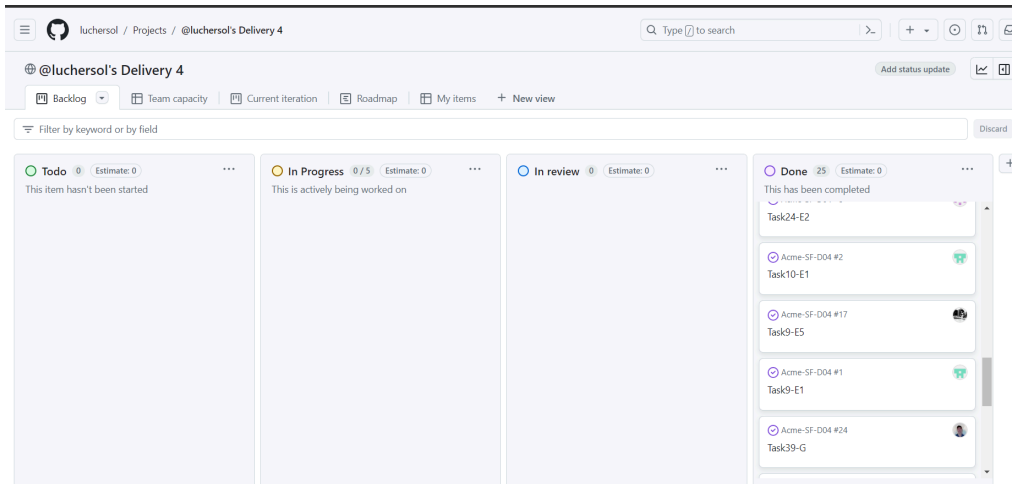 luchersol / Projects / @luchersol's Delivery 4
Type / to search
@luchersol's Delivery 4
Add status update
Backlog
Team capacity
Current iteration
Roadmap
My items
+ New view
Filter by keyword or by field
Discard
Todo 0 Estimate: 0
This item hasn't been started
In Progress 0 / 5 Estimate: 0
This is actively being worked on
In review 0 Estimate: 0
Done 25 Estimate: 0
This has been completed
Task24-E2
Acme-SF-D04 #2
Task10-E1
Acme-SF-D04 #17
Task9-E5
Acme-SF-D04 #1
Task9-E1
Acme-SF-D04 #24
Task39-G